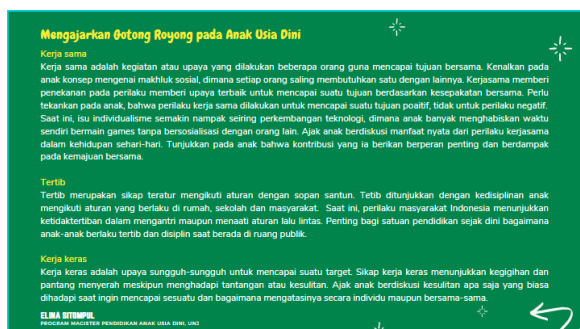 Mengajarkan Gotong Royong pada Anak Usia Dini
Kerja sama
Kerja sama adalah kegiatan atau upaya yang dilakukan beberapa orang guna mencapai tujuan bersama. Kenalkan pada
anak konsep mengenai makhluk sosial, dimana setiap orang saling membutuhkan satu dengan lainnya. Kerjasama memberi
penekanan pada perilaku memberi upaya terbaik untuk mencapai suatu tujuan berdasarkan kesepakatan bersama. Perlu
tekankan pada anak, bahwa perilaku kerja sama dilakukan untuk mencapai suatu tujuan poaitif, tidak untuk perilaku negatif.
Saat ini, isu individualisme semakin nampak seiring perkembangan teknologi, dimana anak banyak menghabiskan waktu
sendiri bermain games tanpa bersosialisasi dengan orang lain. Ajak anak berdiskusi manfaat nyata dari perilaku kerjasama
dalam kehidupan sehari-hari. Tunjukkan pada anak bahwa kontribusi yang ia berikan berperan penting dan berdampak
pada kemajuan bersama.
Tertib
Tertib merupakan sikap teratur mengikuti aturan dengan sopan santun. Tetib ditunjukkan dengan kedisiplinan anak
mengikuti aturan yang berlaku di rumah, sekolah dan masyarakat. Saat ini, perilaku masyarakat Indonesia menunjukkan
ketidaktertiban dalam mengantri maupun menaati aturan lalu lintas. Penting bagi satuan pendidikan sejak dini bagaimana
anak-anak berlaku tertib dan disiplin saat berada di ruang publik.
Kerja keras
Kerja keras adalah upaya sungguh-sungguh untuk mencapai suatu target. Sikap kerja keras menunjukkan kegigihan dan
pantang menyerah meskipun menghadapi tantangan atau kesulitan. Ajak anak berdiskusi kesulitan apa saja yang biasa
dihadapi saat ingin mencapai sesuatu dan bagaimana mengatasinya secara individu maupun bersama-sama.
ELINA SITOMPUL
PROGRAM MAGISTER PENDIDIKAN ANAK USIA DINI, UNJ